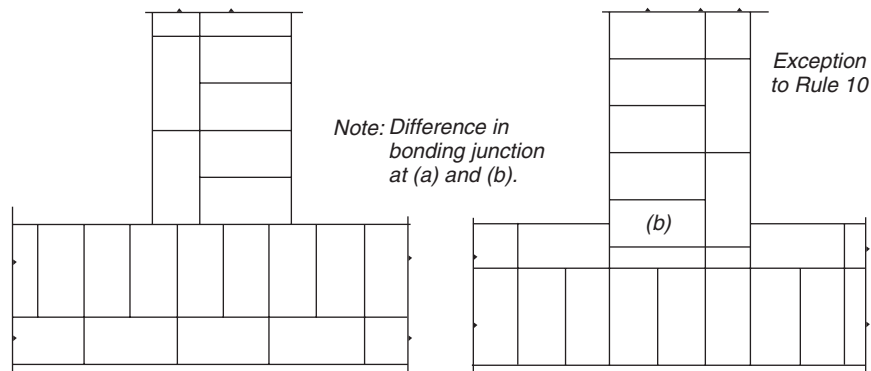 Exception
to Rule 10
Note: Difference in
bonding junction
at (a) and (b).
(b)